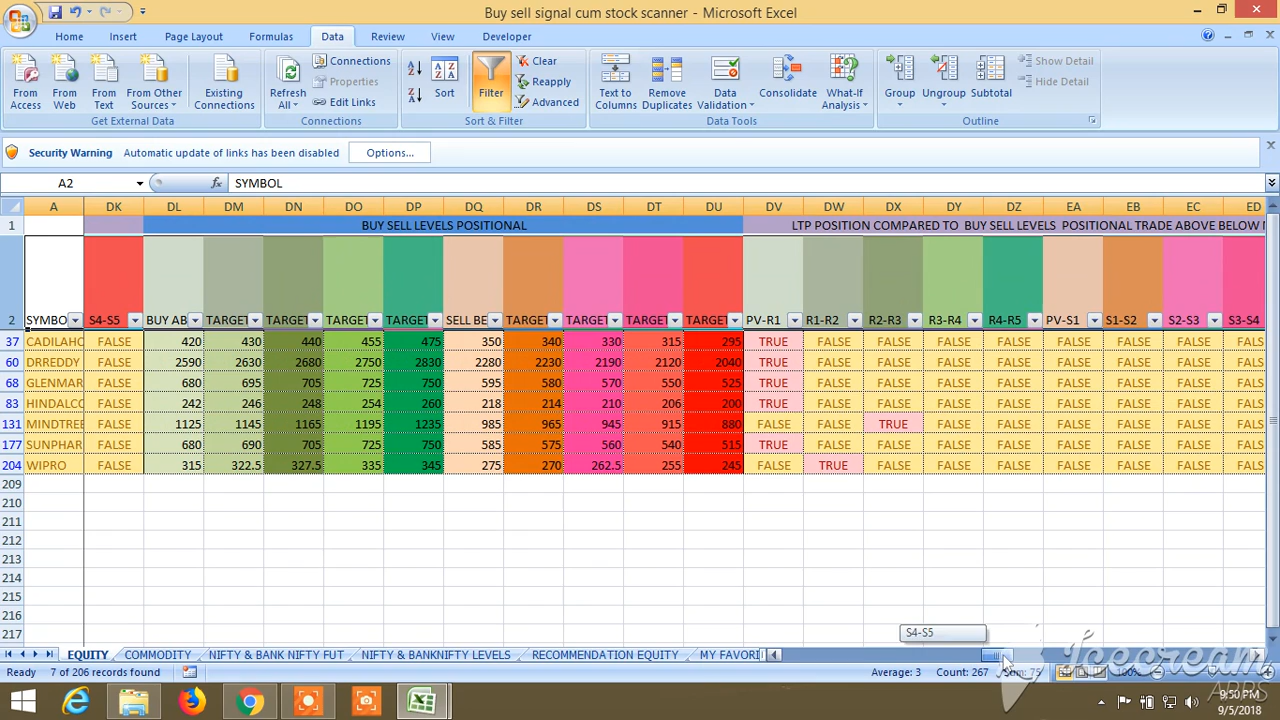 Buy sell signal cum stock scanner - Microsoft Excel
Home Insert Page Layout Formulas Data Review View Developer
From Access From Web From Text From Other Sources Existing Connections
Refresh All Connections Properties Edit Links
Sort Filter Clear Reapply Advanced
Text to Columns Remove Duplicates Data Validation Consolidate What-If Analysis
Group Ungroup Subtotal Show Detail Hide Detail
Get External Data Connections Sort & Filter Data Tools Outline
Security Warning Automatic update of links has been disabled Options...
A2 fx SYMBOL
A DK DL DM DN DO DP DQ DR DS DT DU DV DW DX DY DZ EA EB EC ED
1 BUY SELL LEVELS POSITIONAL LTP POSITION COMPARED TO BUY SELL LEVELS POSITIONAL TRADE ABOVE BELOW
2 SYMBO S4-S5 BUY AB TARGET TARGET TARGET TARGET SELL BE TARGET TARGET TARGET TARGET PV-R1 R1-R2 R2-R3 R3-R4 R4-R5 PV-S1 S1-S2 S2-S3 S3-S4
37 CADILAHC FALSE 420 430 440 455 475 350 340 330 315 295 TRUE FALSE FALSE FALSE FALSE FALSE FALSE FALSE FALS
60 DRREDDY FALSE 2590 2630 2680 2750 2830 2280 2230 2190 2120 2040 TRUE FALSE FALSE FALSE FALSE FALSE FALSE FALSE FALS
68 GLENMAR FALSE 680 695 705 725 750 595 580 570 550 525 TRUE FALSE FALSE FALSE FALSE FALSE FALSE FALSE FALS
83 HINDALCO FALSE 242 246 248 254 260 218 214 210 206 200 TRUE FALSE FALSE FALSE FALSE FALSE FALSE FALSE FALS
131 MINDTREE FALSE 1125 1145 1165 1195 1235 985 965 945 915 880 FALSE FALSE TRUE FALSE FALSE FALSE FALSE FALSE FALS
177 SUNPHAR FALSE 680 690 705 725 750 585 575 560 540 515 TRUE FALSE FALSE FALSE FALSE FALSE FALSE FALSE FALS
204 WIPRO FALSE 315 322.5 327.5 335 345 275 270 262.5 255 245 FALSE TRUE FALSE FALSE FALSE FALSE FALSE FALSE FALS
209
210
211
212
213
214
215
216
217
S4-S5
EQUITY COMMODITY NIFTY & BANK NIFTY FUT NIFTY & BANKNIFTY LEVELS RECOMMENDATION EQUITY MY FAVORI
Ready 7 of 206 records found Average: 3 Count: 267 Sum: 75 100%
Icecream
APPS
9:50 PM
9/5/2018